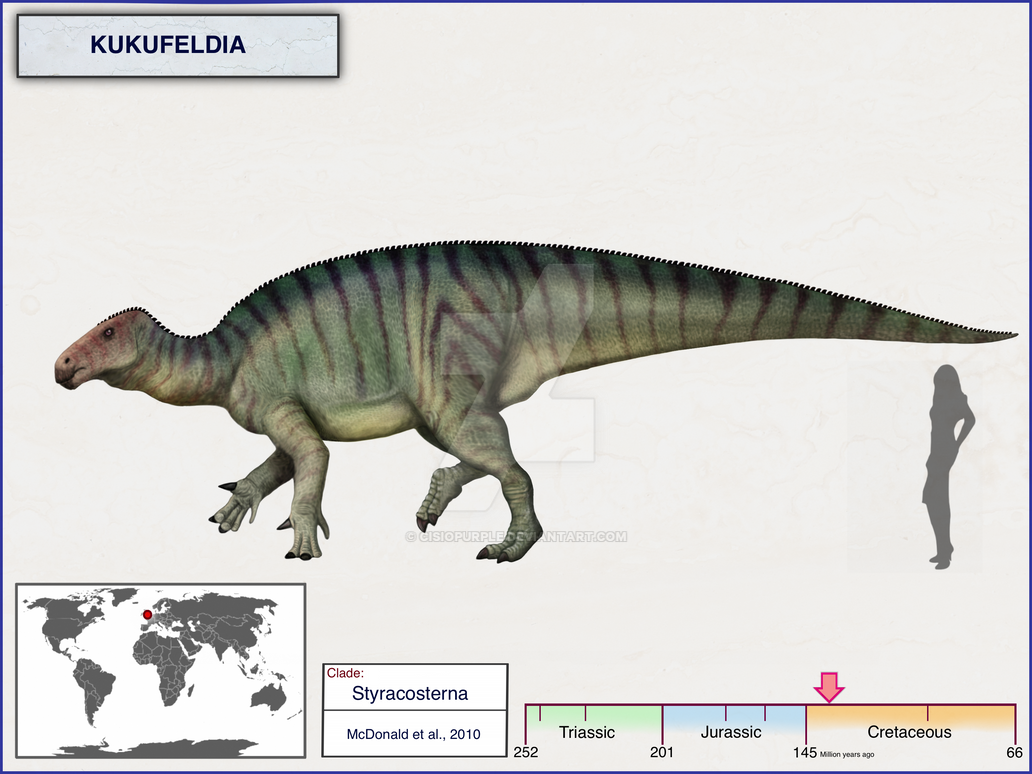 KUKUFELDIA
© CISIOPURPLE.DEVIANTART.COM
Clade:
Styracosterna
McDonald et al., 2010
Triassic
Jurassic
Cretaceous
252
201
145 Million years ago
66